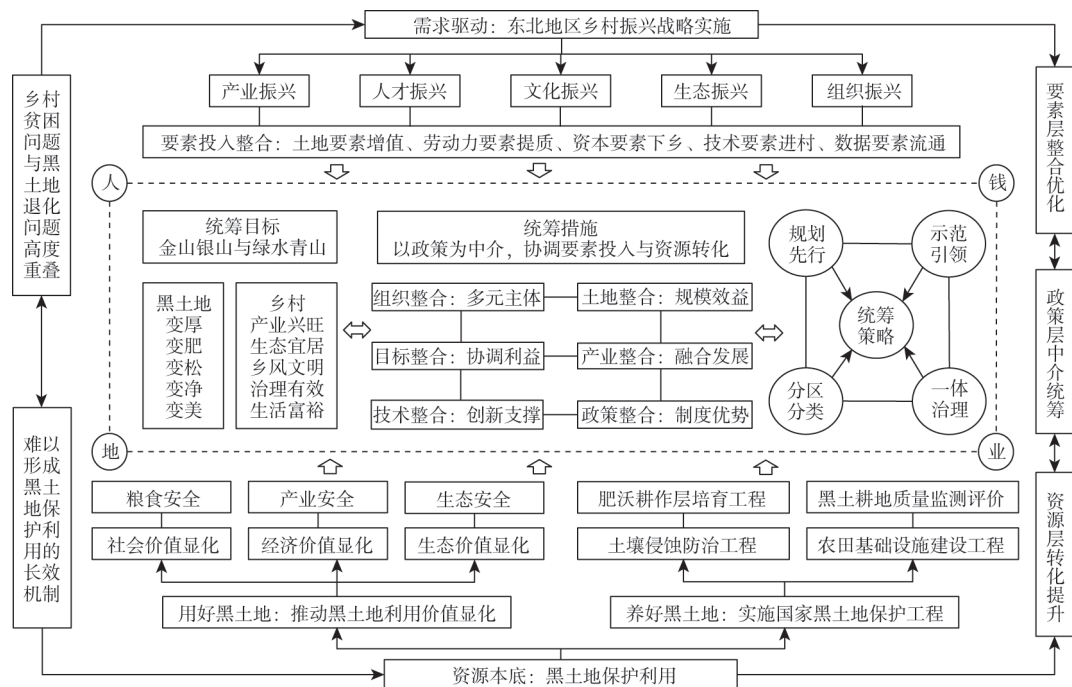 需求驱动：东北地区乡村振兴战略实施
产业振兴
人才振兴
文化振兴
生态振兴
组织振兴
要素投入整合：土地要素增值、劳动力要素提质、资本要素下乡、技术要素进村、数据要素流通
乡村
贫困
问题
与黑
土地
退化
问题
高度
重叠
难以
形成
黑土
地保
护利
用的
长效
机制
人
钱
地
业
统筹目标
金山银山与绿水青山
统筹措施
以政策为中介，协调要素投入与资源转化
黑土地
变厚
变肥
变松
变净
变美
乡村
产业兴旺
生态宜居
乡风文明
治理有效
生活富裕
组织整合：多元主体
土地整合：规模效益
目标整合：协调利益
产业整合：融合发展
技术整合：创新支撑
政策整合：制度优势
规划
先行
示范
引领
统筹
策略
分区
分类
一体
治理
要素层整合优化
政策层中介统筹
资源层转化提升
粮食安全
产业安全
生态安全
肥沃耕作层培育工程
黑土耕地质量监测评价
社会价值显化
经济价值显化
生态价值显化
土壤侵蚀防治工程
农田基础设施建设工程
用好黑土地：推动黑土地利用价值显化
养好黑土地：实施国家黑土地保护工程
资源本底：黑土地保护利用